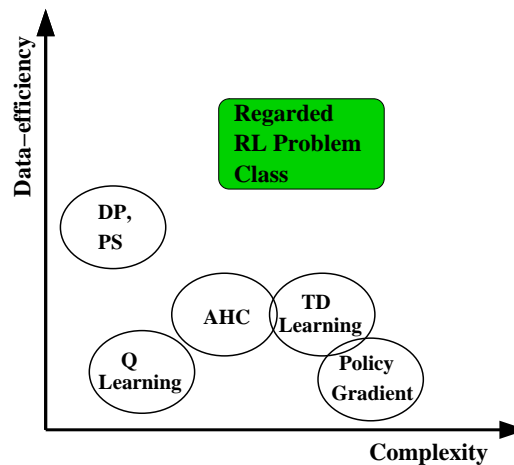 Data−efficiency
Regarded
RL Problem
Class
DP,
PS
AHC
TD
Learning
Q
Learning
Policy
Gradient
Complexity